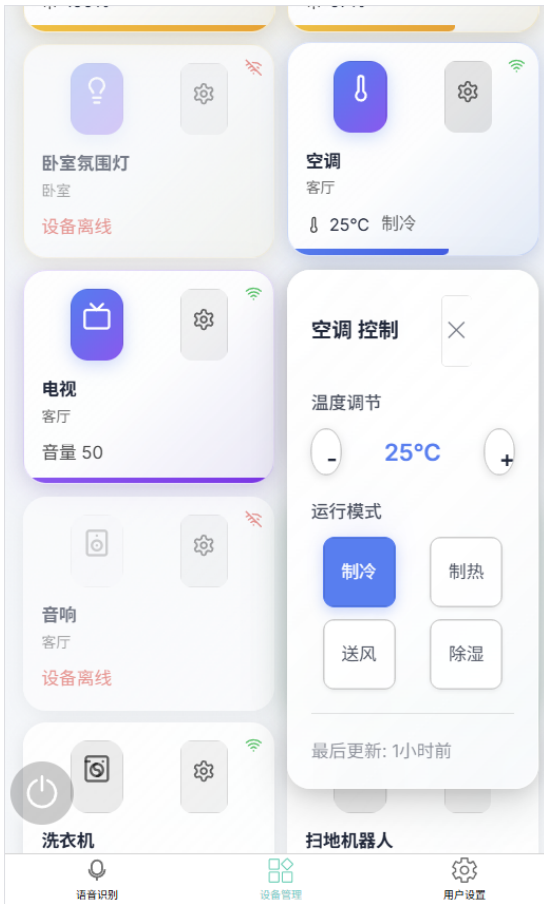 卧室氛围灯
卧室
设备离线
空调
客厅
25°C 制冷
电视
客厅
音量 50
空调 控制
温度调节
- 25°C +
运行模式
制冷 制热
送风 除湿
最后更新: 1小时前
音响
客厅
设备离线
洗衣机
扫地机器人
语音识别 设备管理 用户设置